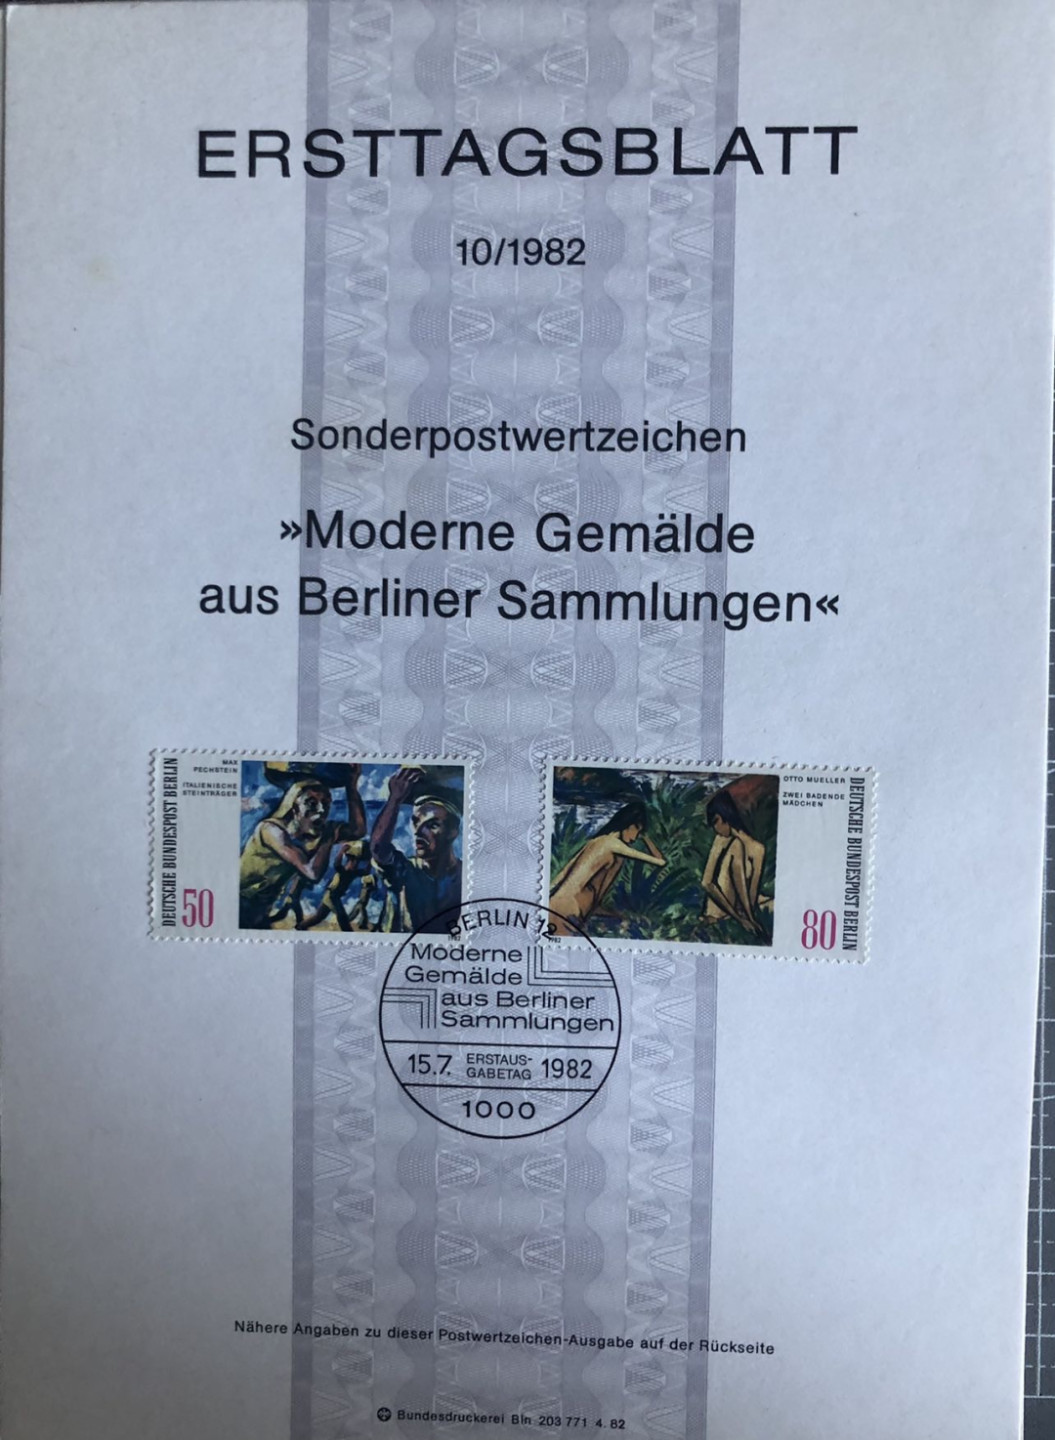 ERSTTAGSBLATT
10/1982
Sonderpostwertzeichen
»Moderne Gemälde
aus Berliner Sammlungen«
DEUTSCHE BUNDESPOST BERLIN
MAX
PECHSTEIN
ITALIENISCHE
STEINTRÄGER
50
1982
OTTO MUELLER
ZWEI BADENDE
MÄDCHEN
DEUTSCHE BUNDESPOST BERLIN
80
1982
BERLIN 12
Moderne
Gemälde
aus Berliner
Sammlungen
15.7. ERSTAUS- 1982
GABETAG
1000
Nähere Angaben zu dieser Postwertzeichen-Ausgabe auf der Rückseite
Bundesdruckerei Bln 203 771 4. 82